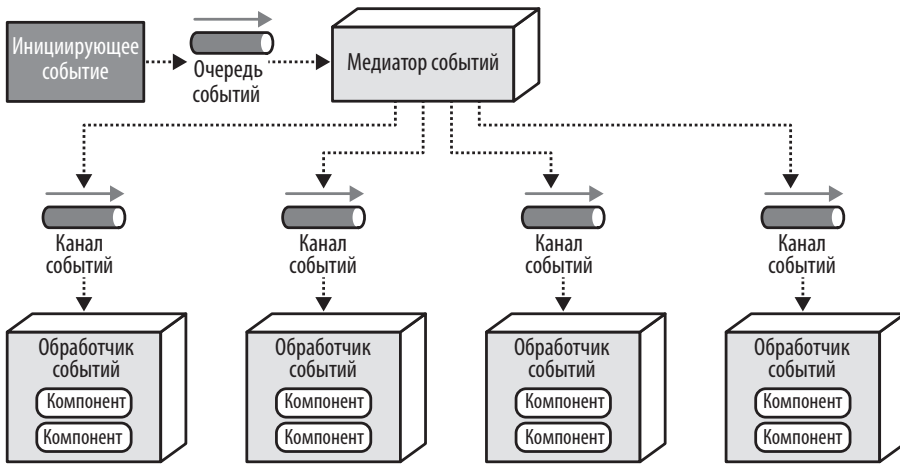 Инициирующее
событие
Очередь
событий
Медиатор событий
Канал
событий
Канал
событий
Канал
событий
Канал
событий
Обработчик
событий
Компонент
Компонент
Обработчик
событий
Компонент
Компонент
Обработчик
событий
Компонент
Компонент
Обработчик
событий
Компонент
Компонент